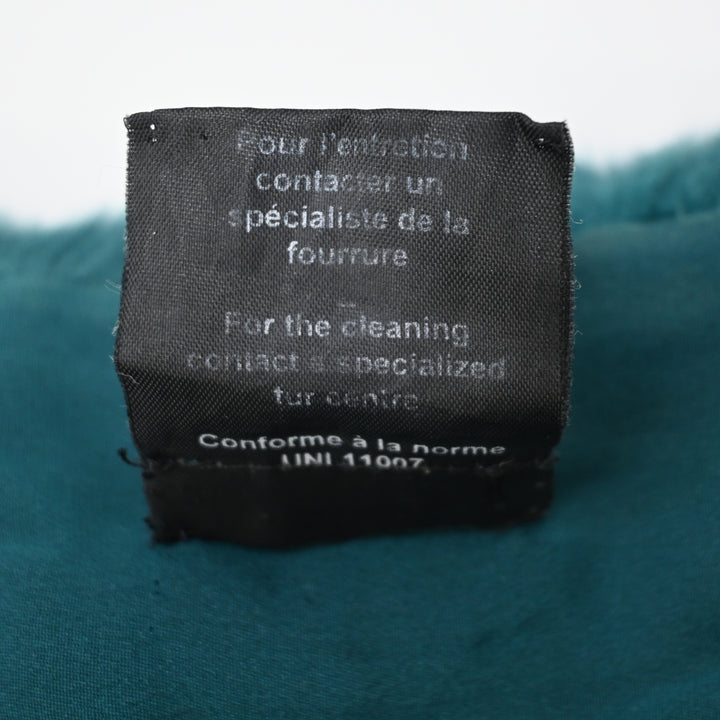 Pour l'entretien
contacter un
spécialiste de la
fourrure
For the cleaning
contact a specialized
fur centre
Conforme à la norme
UNI 11007